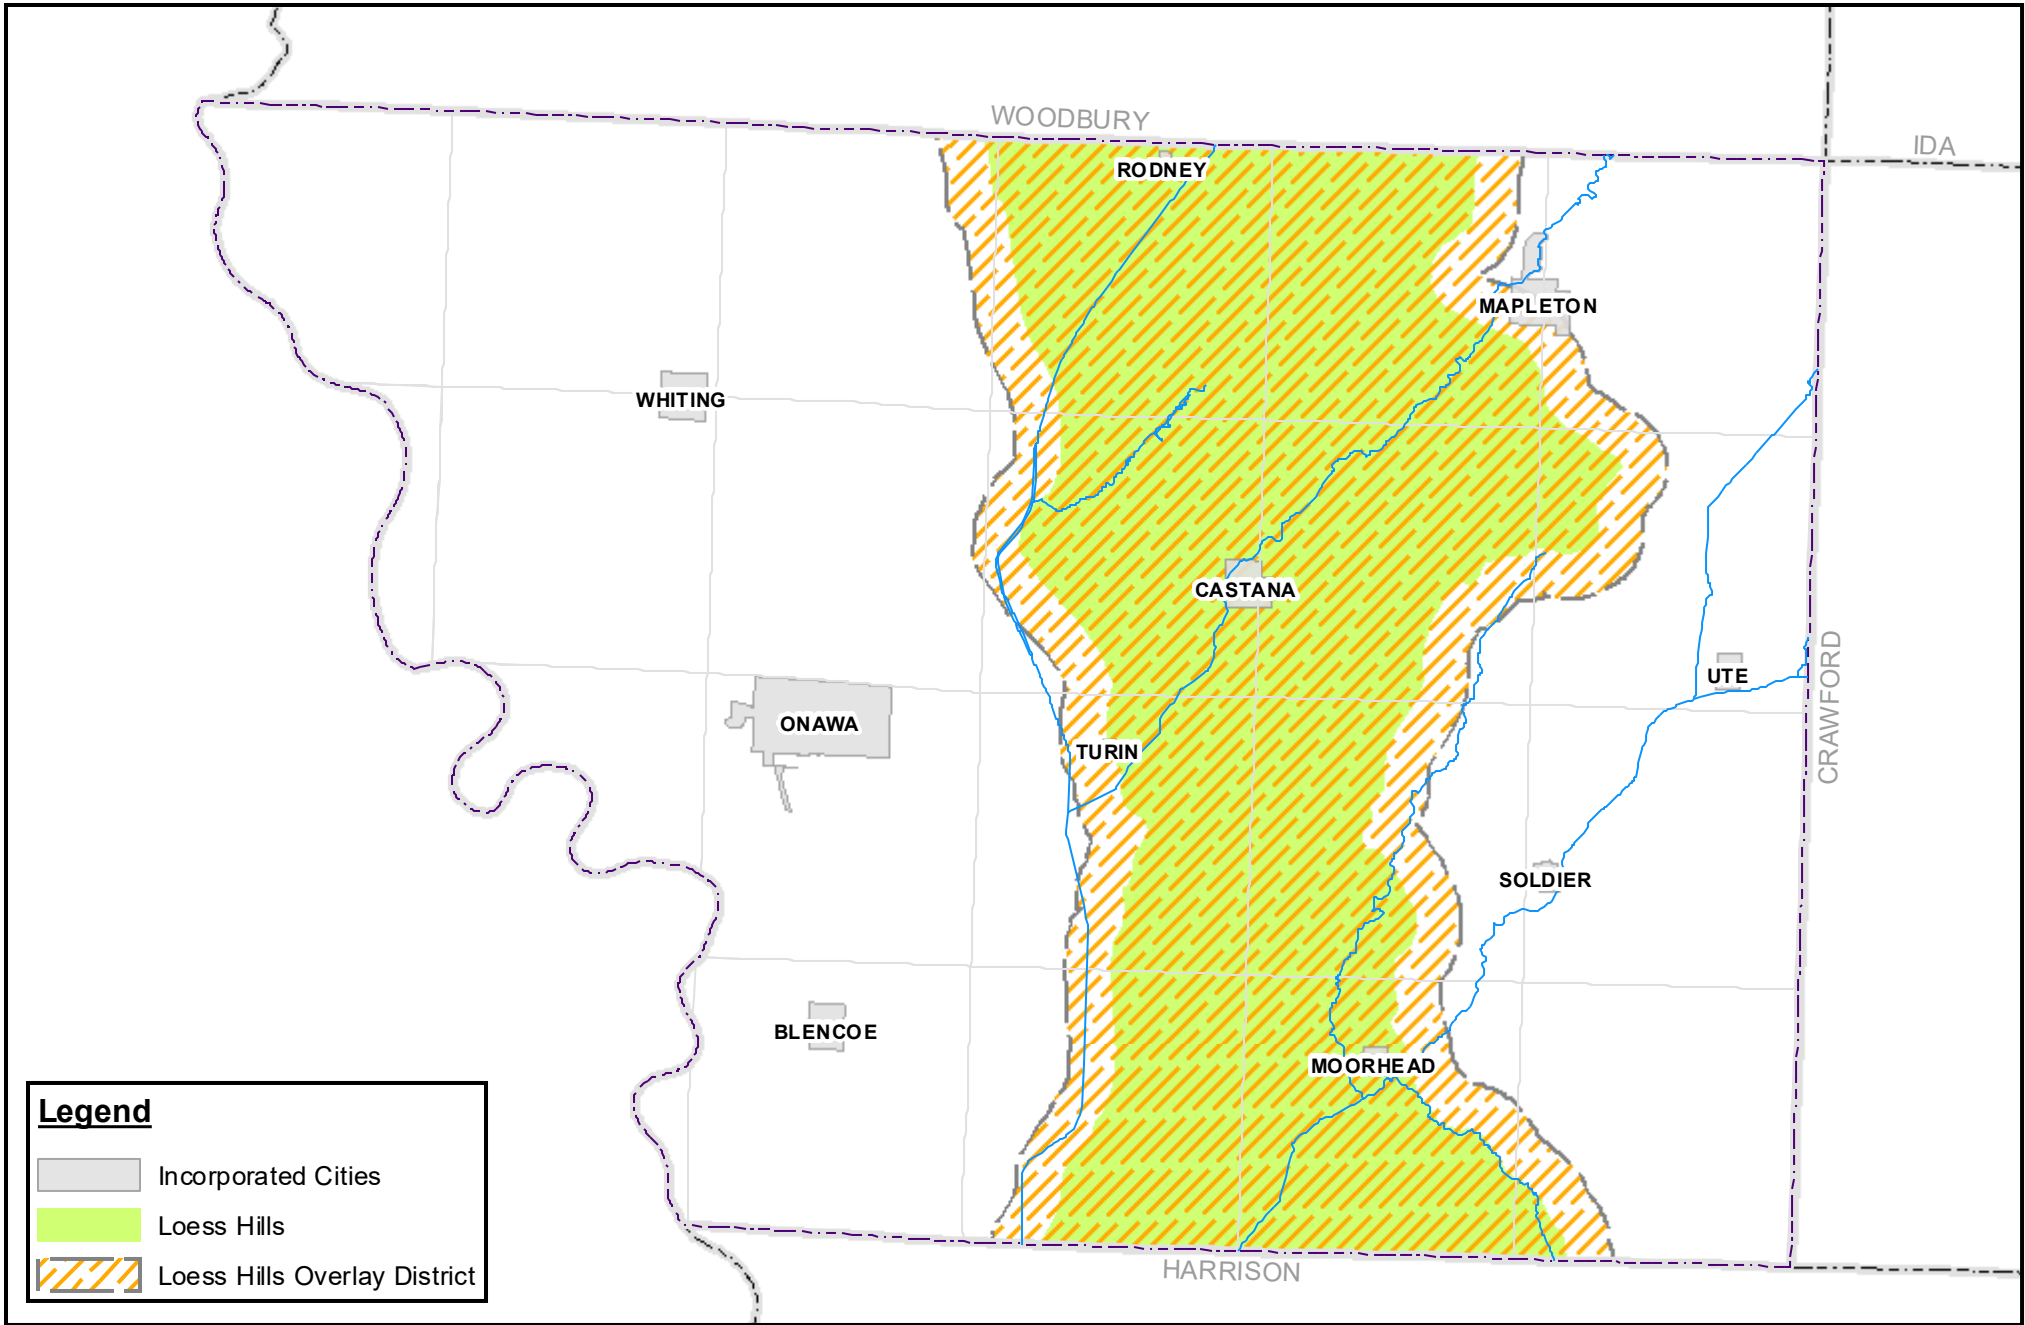 WOODBURY
IDA
RODNEY
MAPLETON
WHITING
CASTANA
CRAWFORD
UTE
ONAWA
TURIN
SOLDIER
BLENCOE
MOORHEAD
HARRISON
Legend
Incorporated Cities
Loess Hills
Loess Hills Overlay District